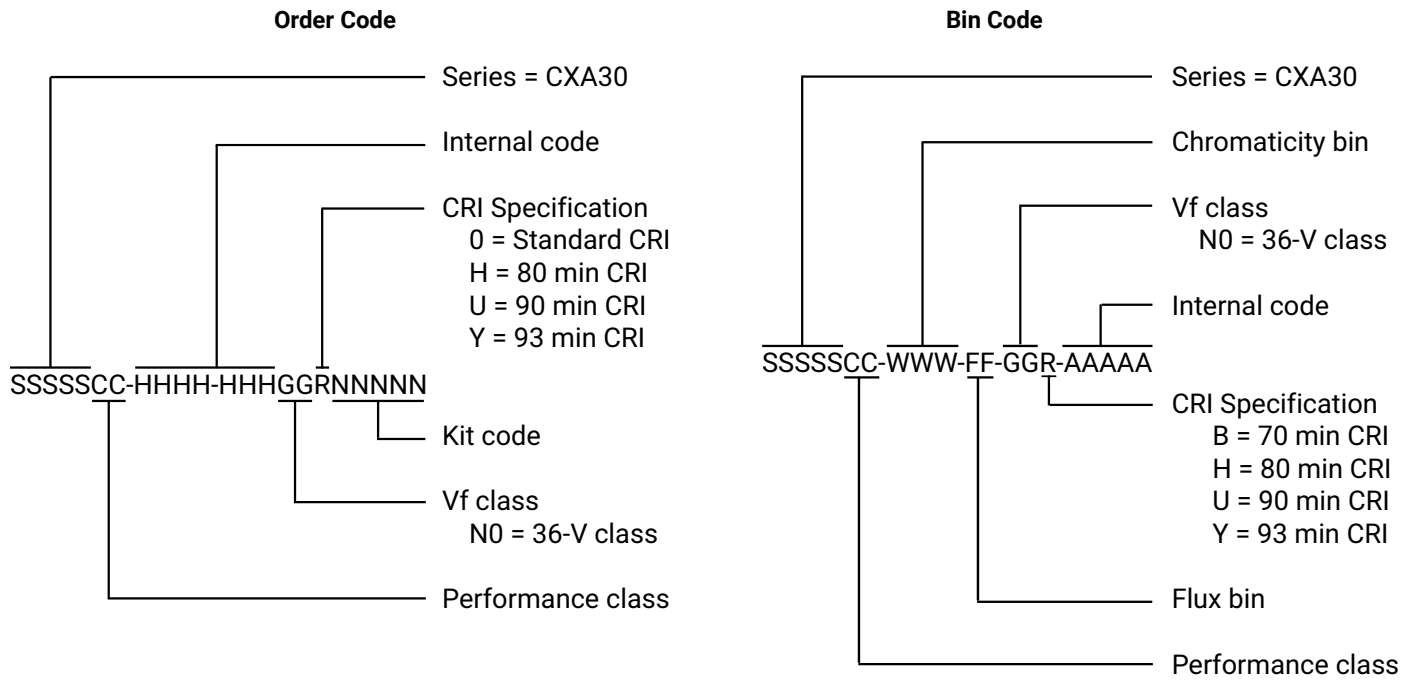 Order Code
Series = CXA30
Internal code
CRI Specification
0 = Standard CRI
H = 80 min CRI
U = 90 min CRI
Y = 93 min CRI
SSSSSCC-HHHH-HHHGGRNNNNN
Kit code
Vf class
N0 = 36-V class
Performance class
Bin Code
Series = CXA30
Chromaticity bin
Vf class
N0 = 36-V class
Internal code
SSSSSCC-WWW-FF-GGR-AAAAA
CRI Specification
B = 70 min CRI
H = 80 min CRI
U = 90 min CRI
Y = 93 min CRI
Flux bin
Performance class